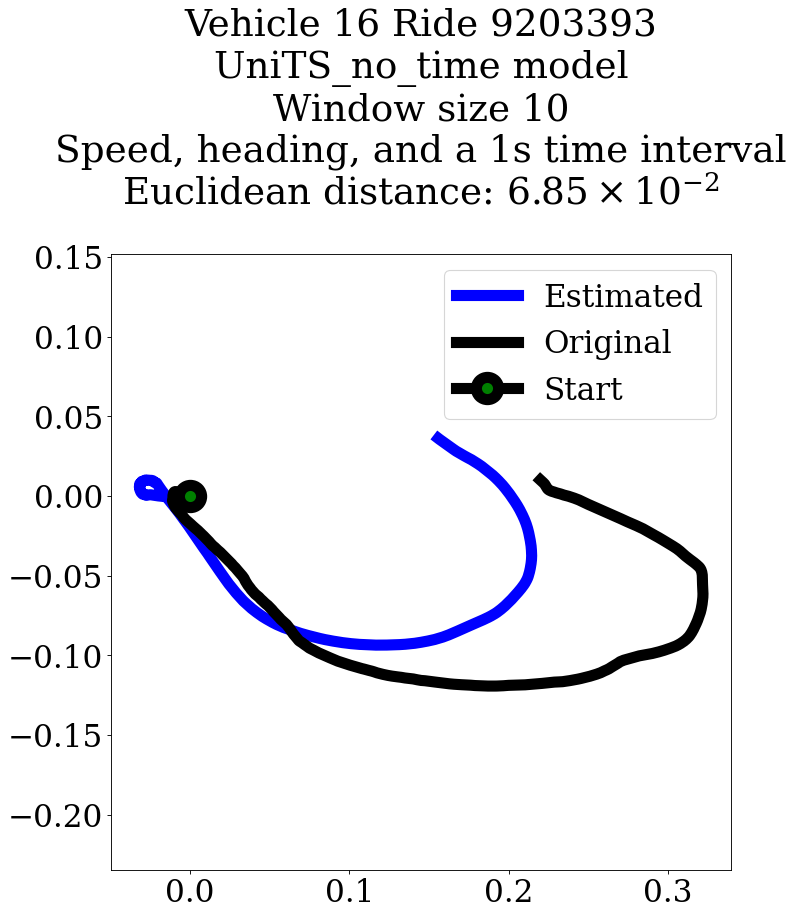 Vehicle 16 Ride 9203393
UniTS_no_time model
Window size 10
Speed, heading, and a 1s time interval
Euclidean distance: 6.85 × 10⁻²
Estimated
Original
Start
0.15
0.10
0.05
0.00
−0.05
−0.10
−0.15
−0.20
0.0 0.1 0.2 0.3